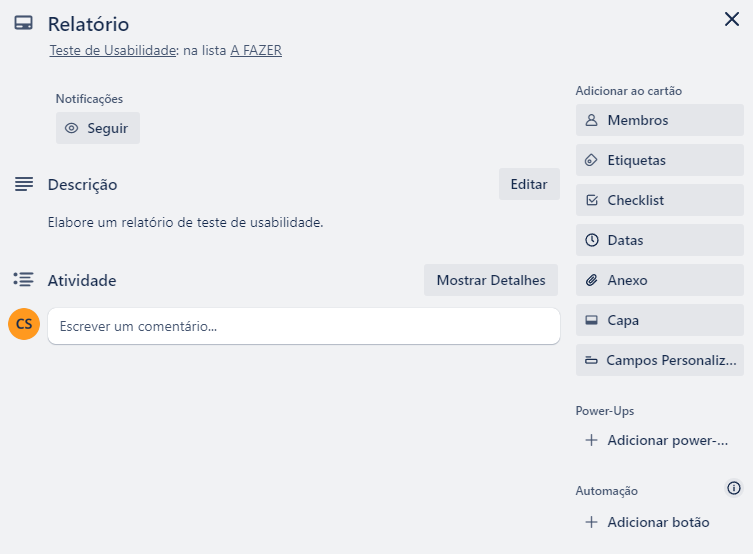 Relatório
Teste de Usabilidade: na lista A FAZER
Notificações
Seguir
Descrição
Editar
Elabore um relatório de teste de usabilidade.
Atividade
Mostrar Detalhes
CS
Escrever um comentário...
Adicionar ao cartão
Membros
Etiquetas
Checklist
Datas
Anexo
Capa
Campos Personaliz...
Power-Ups
Adicionar power-...
Automação
Adicionar botão